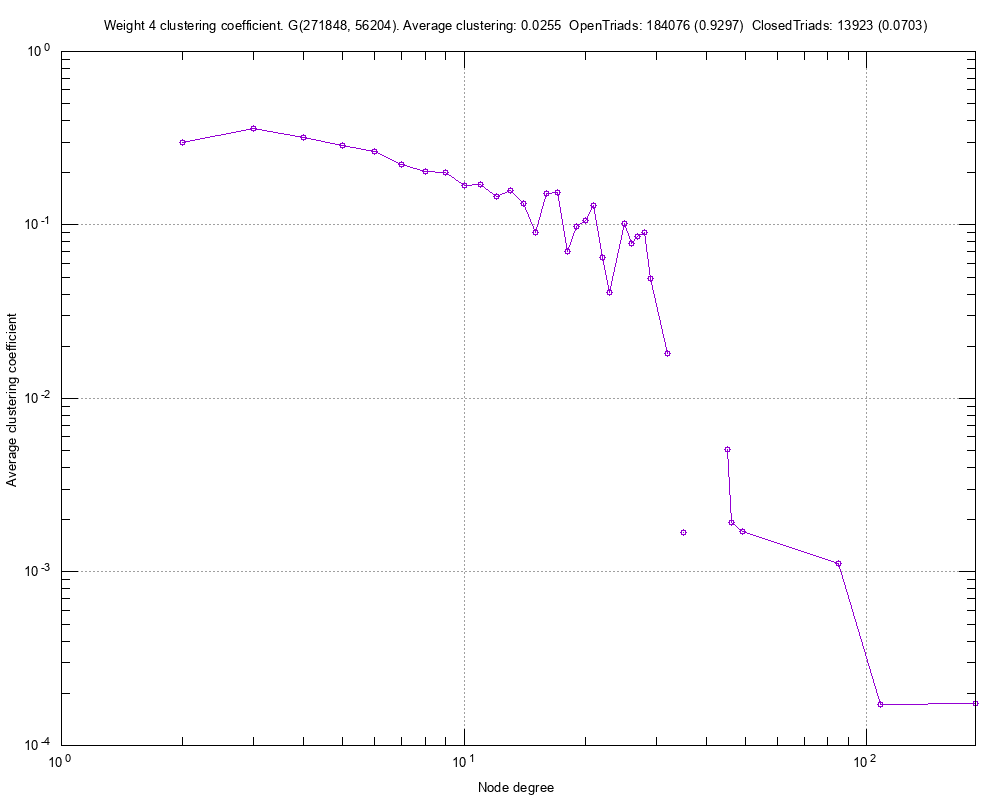 Weight 4 clustering coefficient. G(271848, 56204). Average clustering: 0.0255  OpenTriads: 184076 (0.9297)  ClosedTriads: 13923 (0.0703)
10^0
10^-1
10^-2
10^-3
10^-4
Average clustering coefficient
10^0 10^1 10^2
Node degree